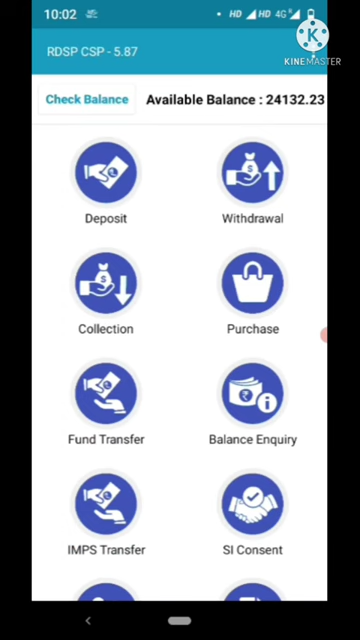 10:02 HD HD 4G
K
KINEMASTER
RDSP CSP - 5.87
Check Balance Available Balance : 24132.23
Deposit Withdrawal
Collection Purchase
Fund Transfer Balance Enquiry
IMPS Transfer SI Consent